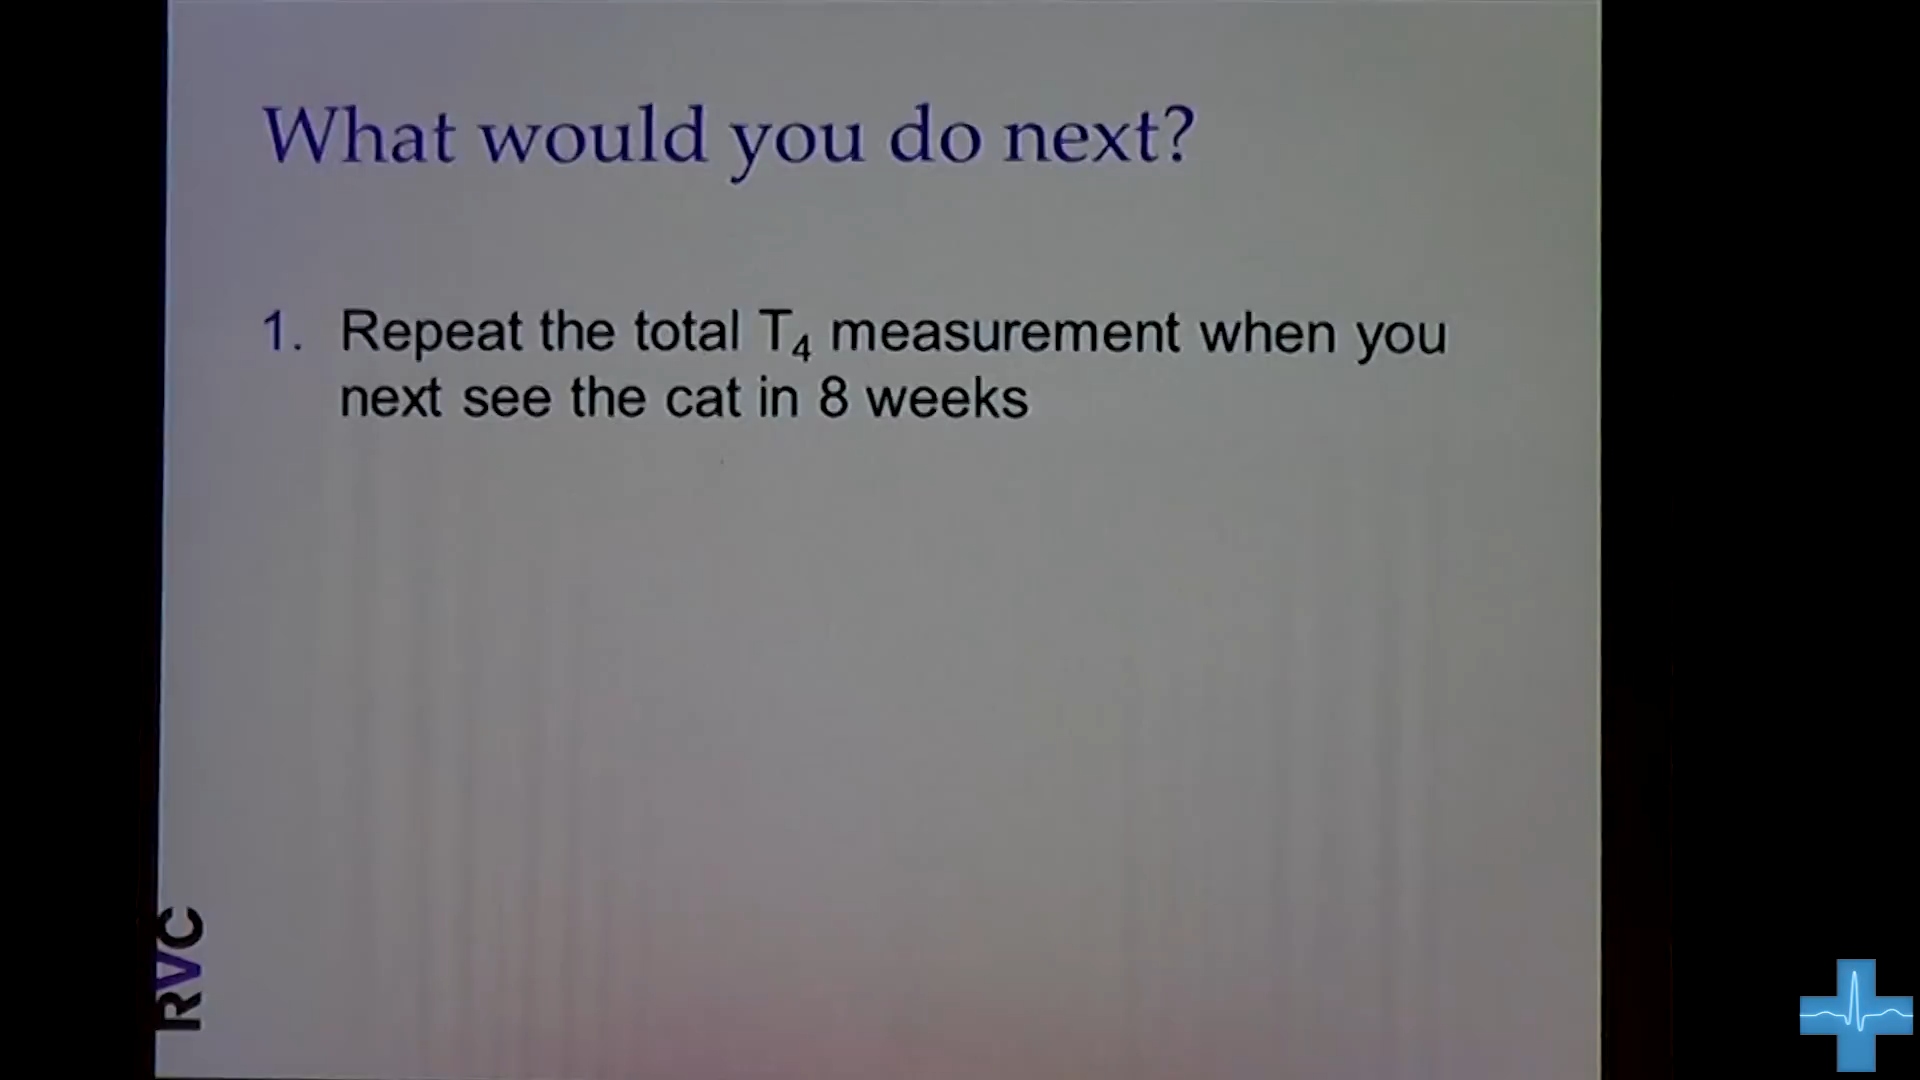 What would you do next?
1. Repeat the total T₄ measurement when you
next see the cat in 8 weeks
RVC